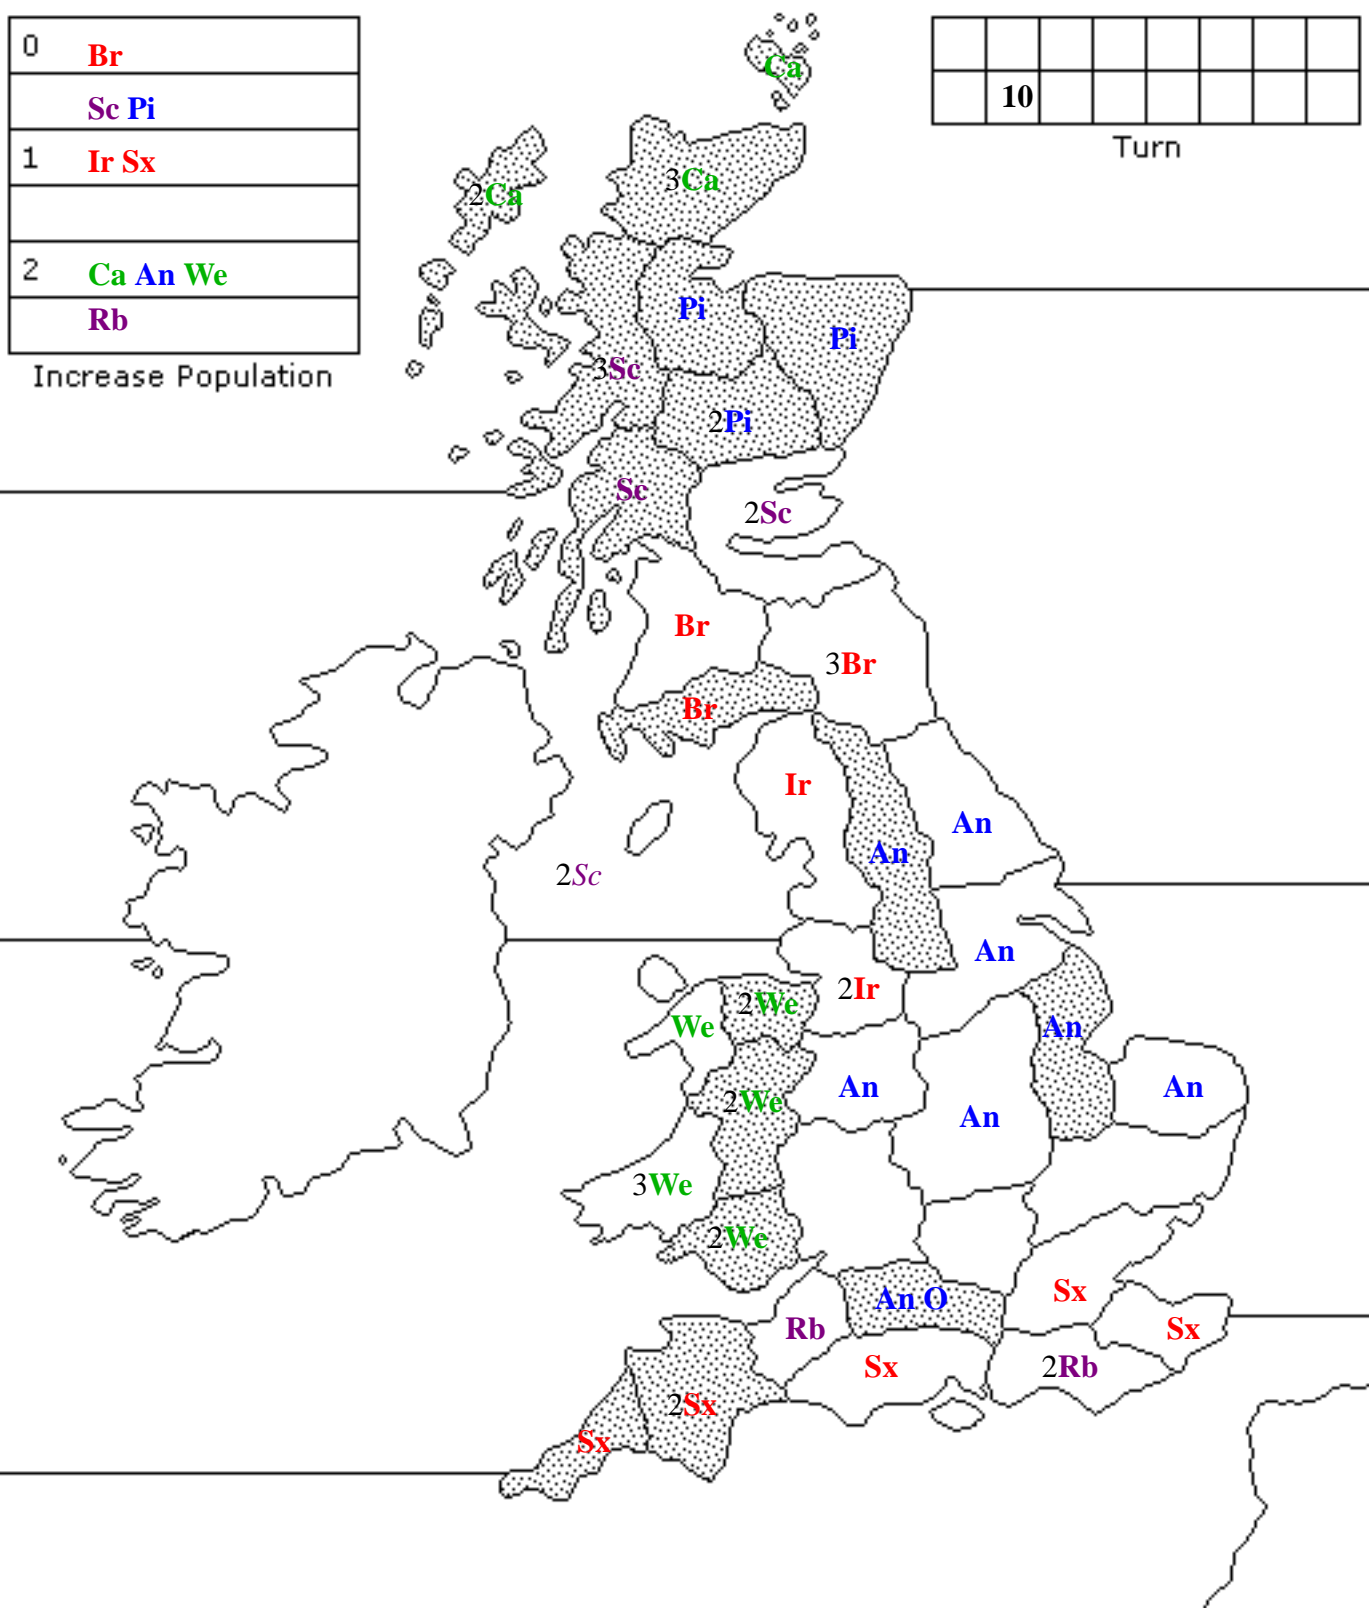 0 Br
Sc Pi
1 Ir Sx
2 Ca An We
Rb
Increase Population
10
Turn
Ca
3Ca
2Ca
Pi
Pi
3Sc
2Pi
Sc
2Sc
Br
3Br
Br
Ir
An
An
2Sc
An
2Ir
2We
We
An
An
An
2We
An
An
3We
2We
Sx
An O
Rb
Sx
Sx
2Rb
2Sx
Sx